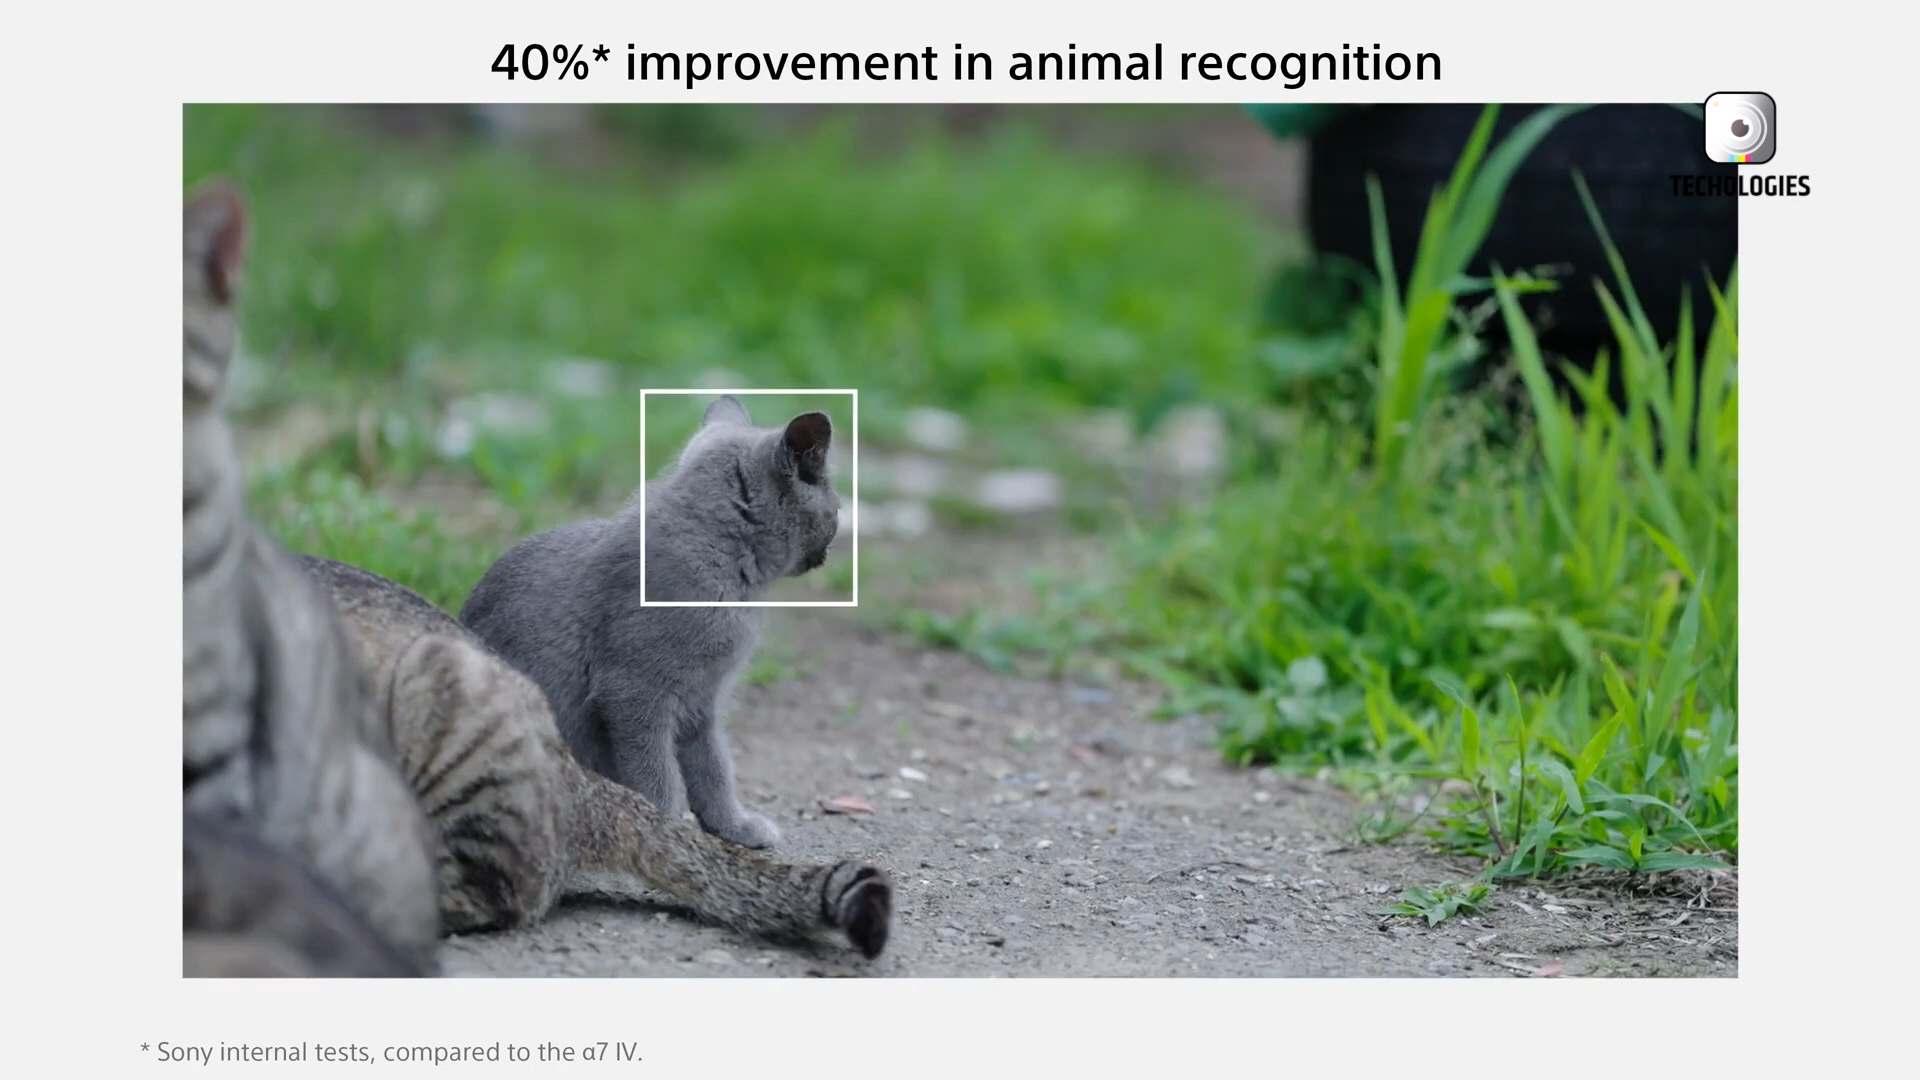 40%* improvement in animal recognition
TECHOLOGIES
* Sony internal tests, compared to the α7 IV.